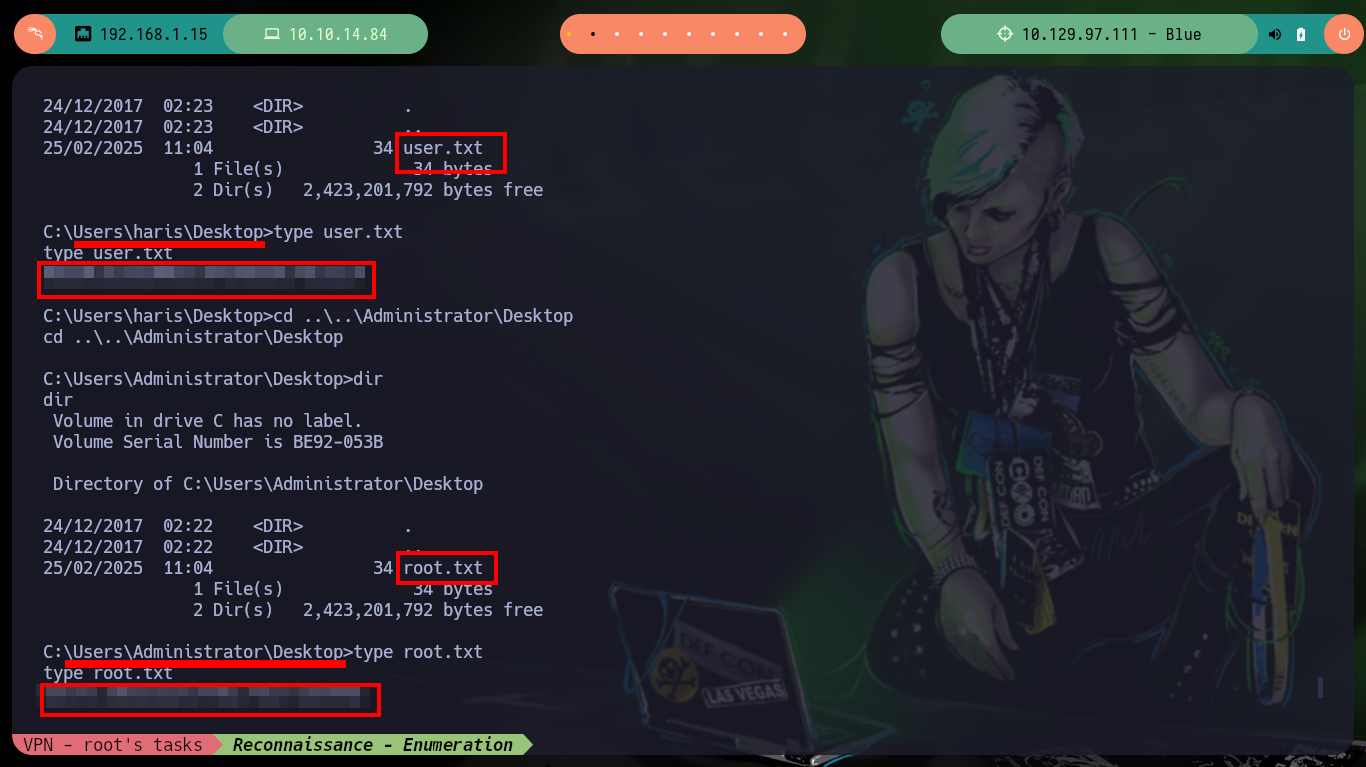 192.168.1.15 10.10.14.84 10.129.97.111 - Blue
24/12/2017  02:23    <DIR>          .
24/12/2017  02:23    <DIR>          ..
25/02/2025  11:04                34 user.txt
               1 File(s)             34 bytes
               2 Dir(s)   2,423,201,792 bytes free
C:\Users\haris\Desktop>type user.txt
type user.txt
C:\Users\haris\Desktop>cd ..\..\Administrator\Desktop
cd ..\..\Administrator\Desktop
C:\Users\Administrator\Desktop>dir
dir
 Volume in drive C has no label.
 Volume Serial Number is BE92-053B
 Directory of C:\Users\Administrator\Desktop
24/12/2017  02:22    <DIR>          .
24/12/2017  02:22    <DIR>          ..
25/02/2025  11:04                34 root.txt
               1 File(s)             34 bytes
               2 Dir(s)   2,423,201,792 bytes free
C:\Users\Administrator\Desktop>type root.txt
type root.txt
DEF CON
DEF CON
DEF CON
DEF CON
LAS VEGAS
VPN - root's tasks Reconnaissance - Enumeration